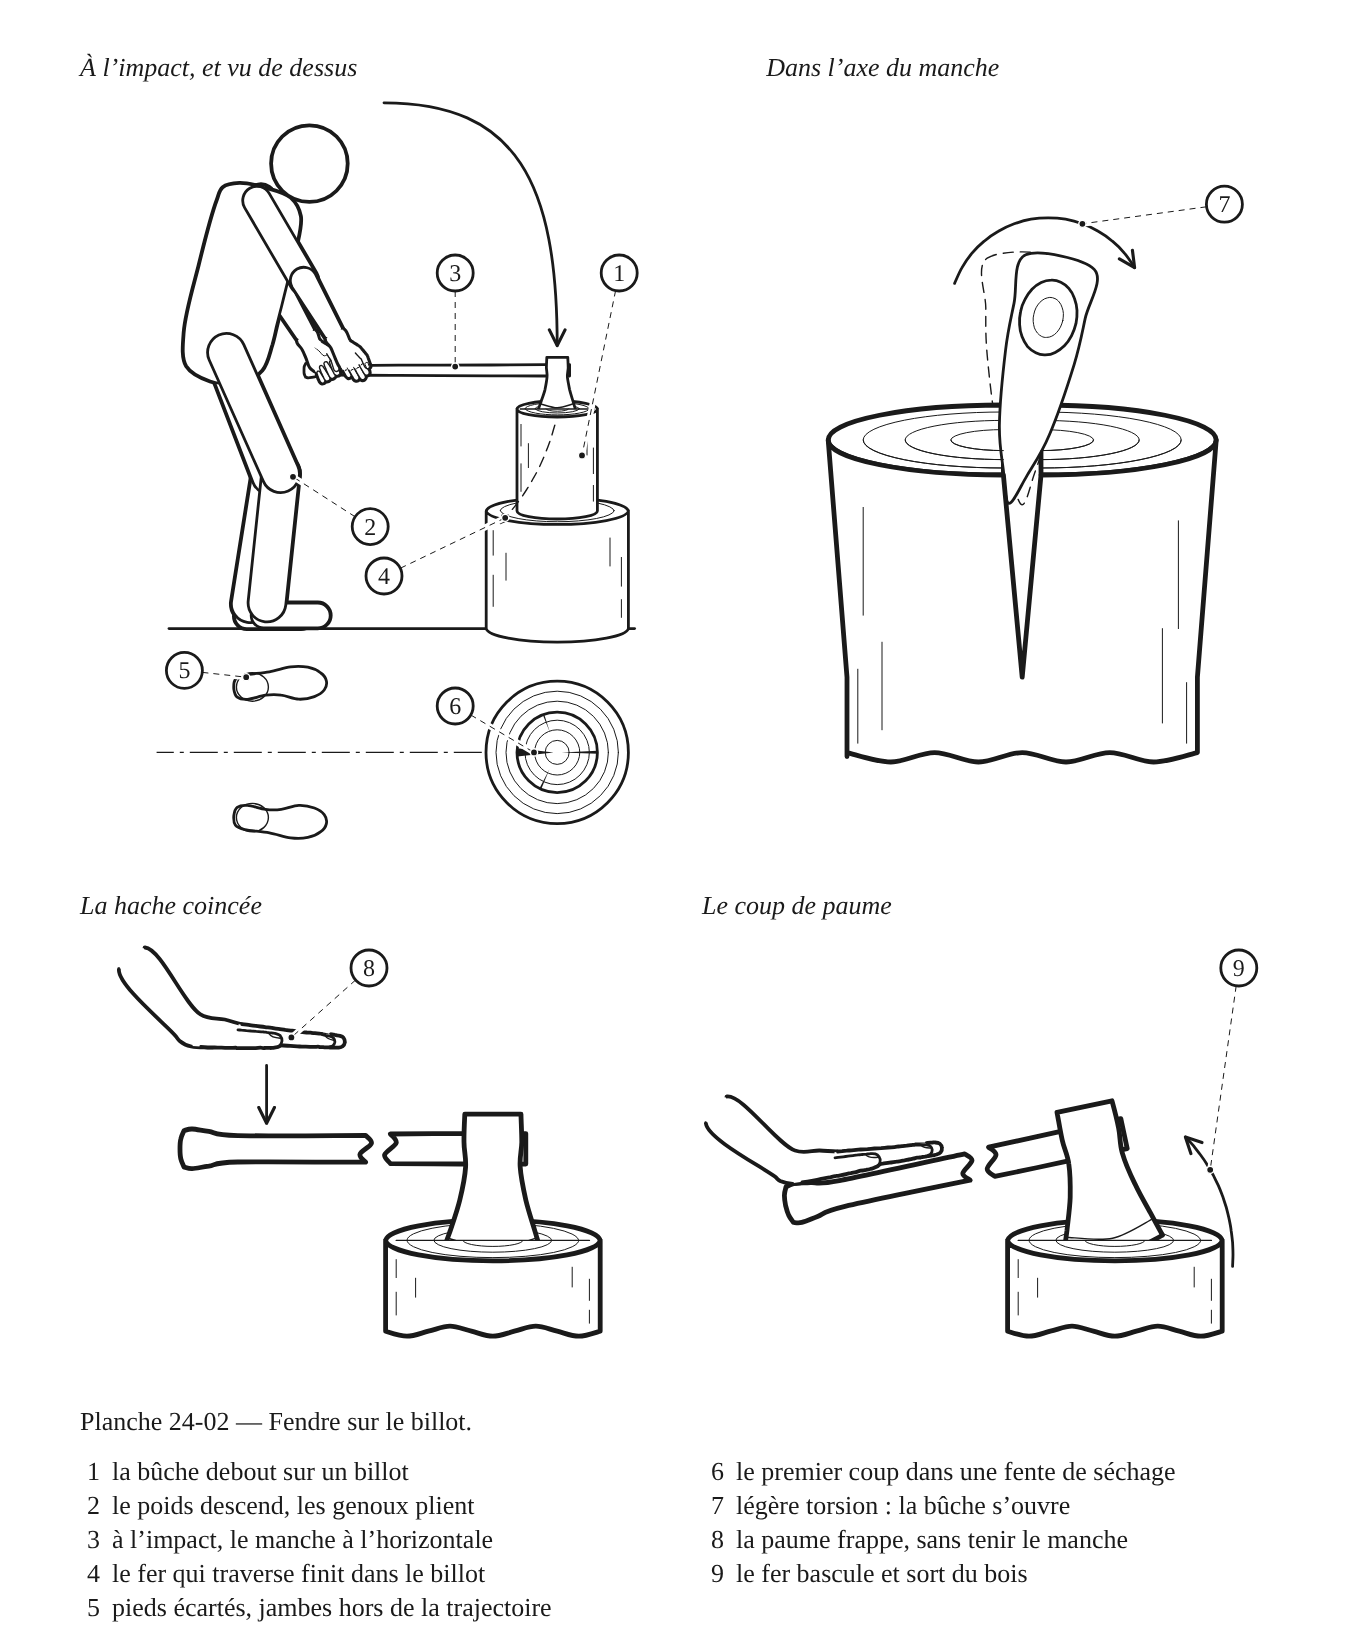 À l’impact, et vu de dessus
Dans l’axe du manche
7
3
1
2
4
5
6
La hache coincée
Le coup de paume
8
9
Planche 24-02 — Fendre sur le billot.
1 la bûche debout sur un billot
2 le poids descend, les genoux plient
3 à l’impact, le manche à l’horizontale
4 le fer qui traverse finit dans le billot
5 pieds écartés, jambes hors de la trajectoire
6 le premier coup dans une fente de séchage
7 légère torsion : la bûche s’ouvre
8 la paume frappe, sans tenir le manche
9 le fer bascule et sort du bois